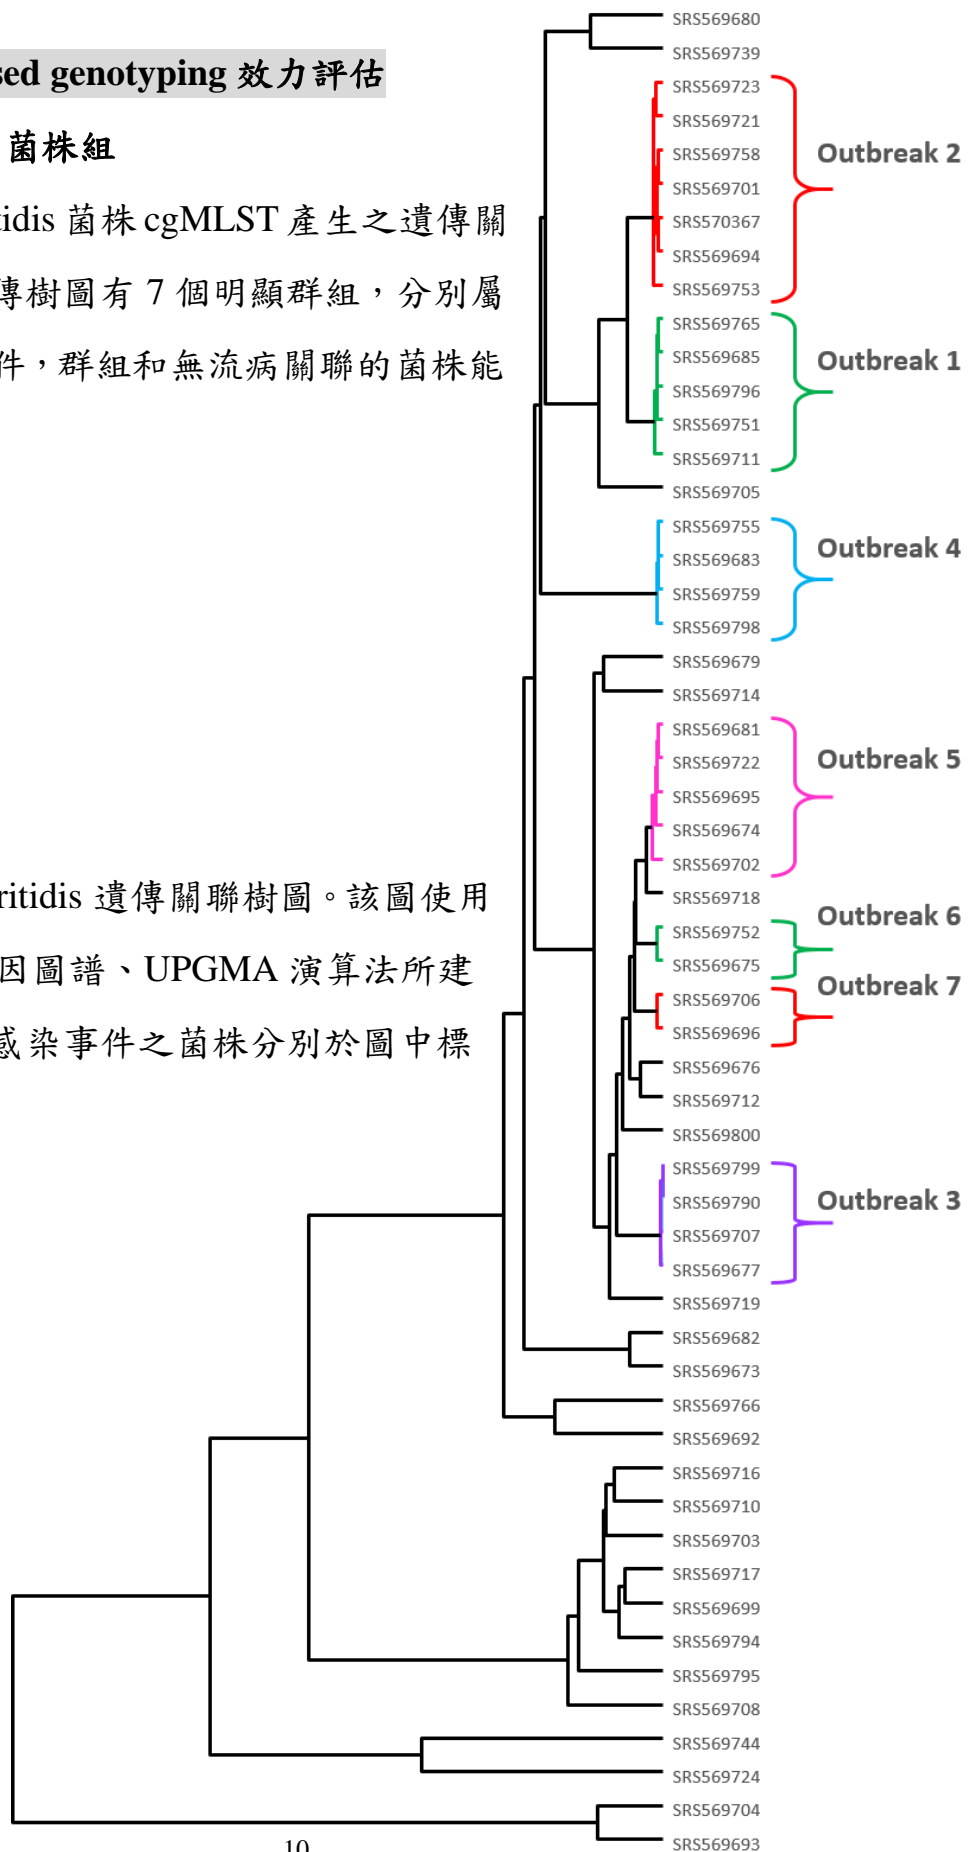 sed genotyping 效力評估
菌株組
tidis 菌株 cgMLST 產生之遺傳關
傳樹圖有 7 個明顯群組，分別屬
件，群組和無流病關聯的菌株能
ritidis 遺傳關聯樹圖。該圖使用
因圖譜、UPGMA 演算法所建
感染事件之菌株分別於圖中標
SRS569680
SRS569739
SRS569723
SRS569721
SRS569758
SRS569701
SRS570367
SRS569694
SRS569753
Outbreak 2
SRS569765
SRS569685
SRS569796
SRS569751
SRS569711
Outbreak 1
SRS569705
SRS569755
SRS569683
SRS569759
SRS569798
Outbreak 4
SRS569679
SRS569714
SRS569681
SRS569722
SRS569695
SRS569674
SRS569702
Outbreak 5
SRS569718
SRS569752
SRS569675
Outbreak 6
SRS569706
SRS569696
Outbreak 7
SRS569676
SRS569712
SRS569800
SRS569799
SRS569790
SRS569707
SRS569677
Outbreak 3
SRS569719
SRS569682
SRS569673
SRS569766
SRS569692
SRS569716
SRS569710
SRS569703
SRS569717
SRS569699
SRS569794
SRS569795
SRS569708
SRS569744
SRS569724
SRS569704
SRS569693
10